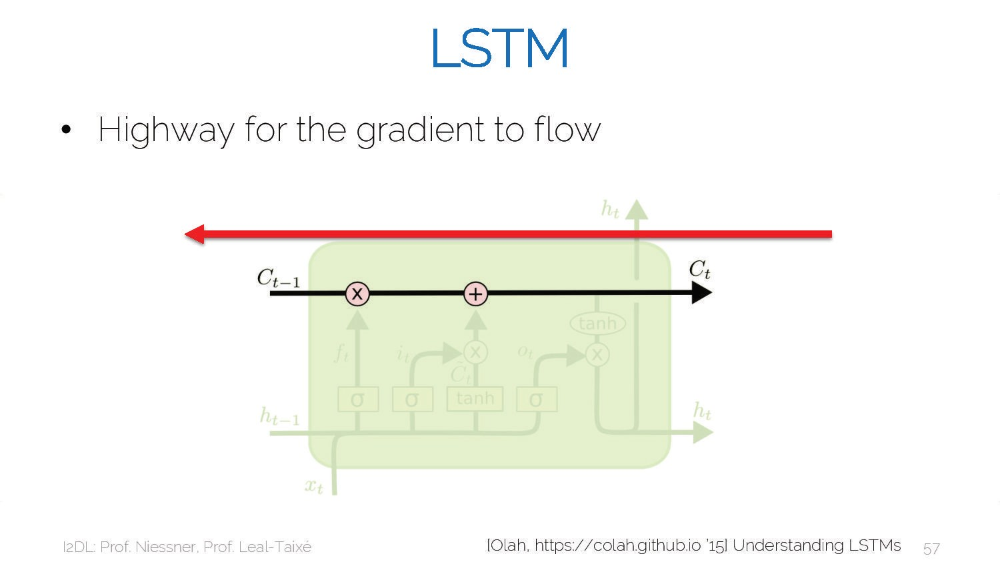 LSTM
• Highway for the gradient to flow
h_t
C_{t-1}
C_t
x
+
tanh
f_t
i_t
x
o_t
x
C̃_t
σ
σ
tanh
σ
h_{t-1}
h_t
x_t
I2DL: Prof. Niessner, Prof. Leal-Taixé
[Olah, https://colah.github.io '15] Understanding LSTMs
57